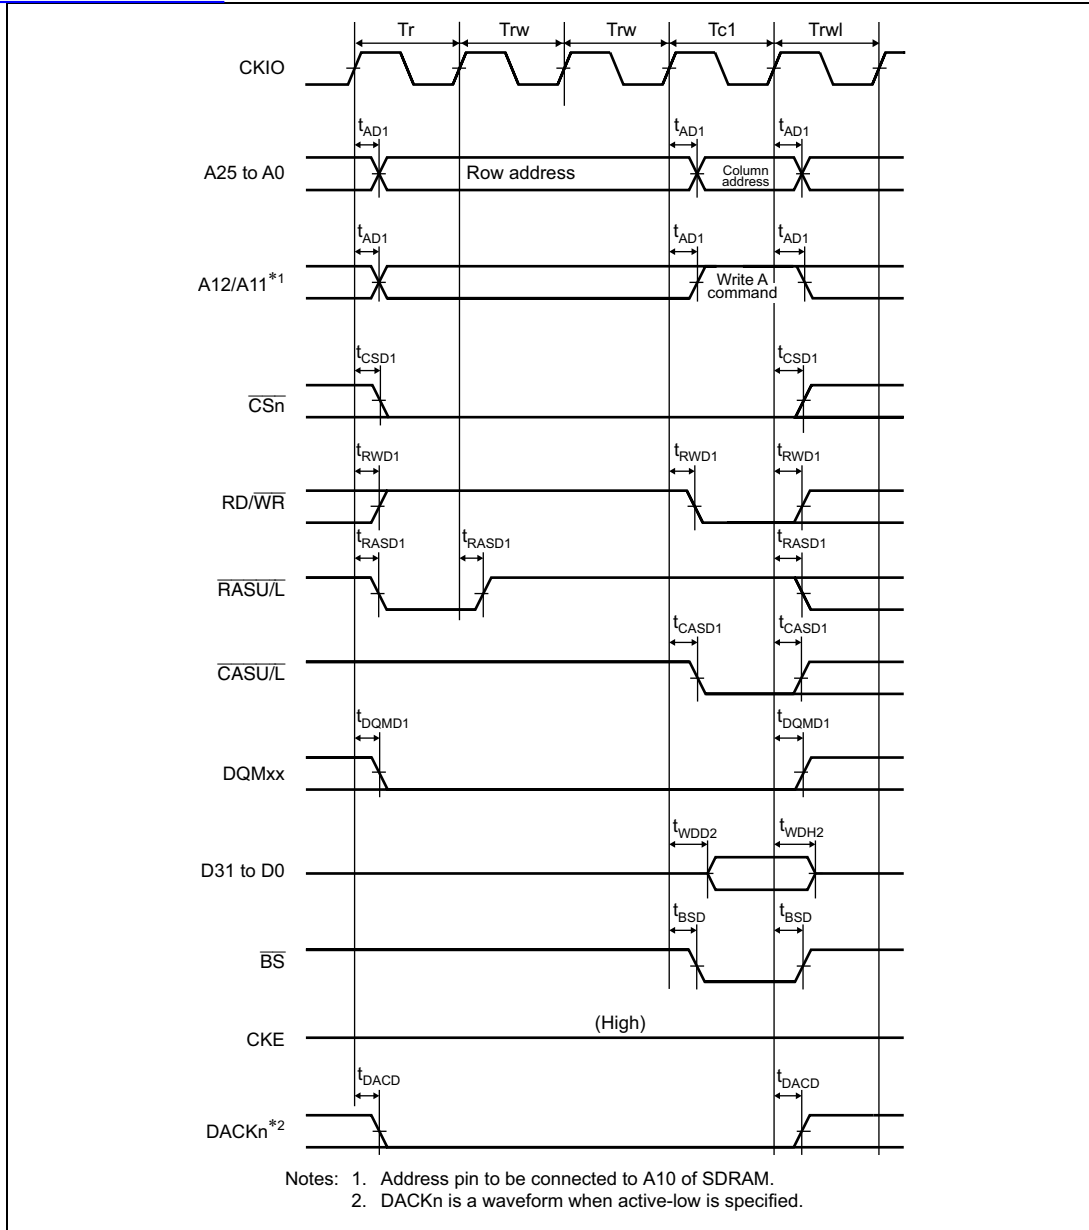 Tr Trw Trw Tc1 Trwl
CKIO
tAD1 tAD1 tAD1
A25 to A0 Row address Column address
tAD1 tAD1 tAD1
A12/A11*1 Write A command
tCSD1 tCSD1
CSn
tRWD1 tRWD1 tRWD1
RD/WR
tRASD1 tRASD1 tRASD1
RASU/L
tCASD1 tCASD1
CASU/L
tDQMD1 tDQMD1
DQMxx
tWDD2 tWDH2
D31 to D0
tBSD tBSD
BS
(High)
CKE
tDACD tDACD
DACKn*2
Notes: 1. Address pin to be connected to A10 of SDRAM.
2. DACKn is a waveform when active-low is specified.